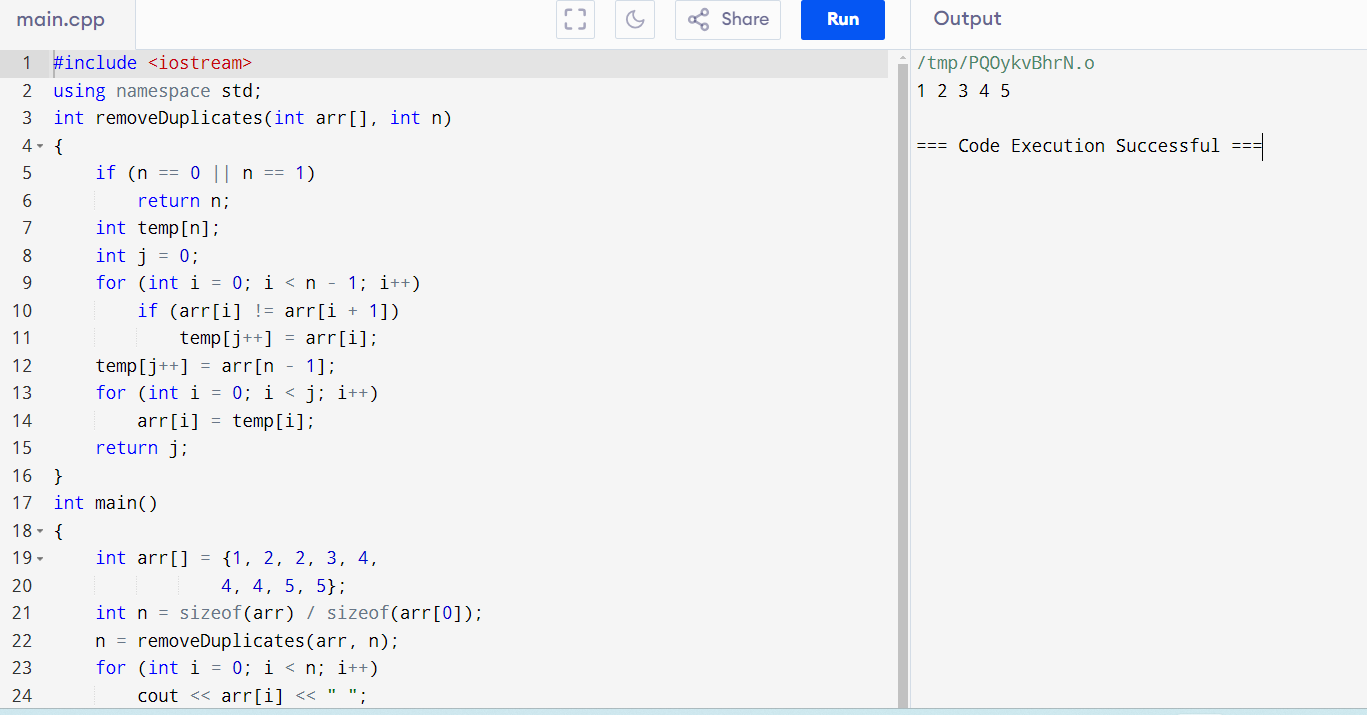 main.cpp
Share
Run
Output
1 #include <iostream>
2 using namespace std;
3 int removeDuplicates(int arr[], int n)
4 {
5     if (n == 0 || n == 1)
6         return n;
7     int temp[n];
8     int j = 0;
9     for (int i = 0; i < n - 1; i++)
10         if (arr[i] != arr[i + 1])
11             temp[j++] = arr[i];
12     temp[j++] = arr[n - 1];
13     for (int i = 0; i < j; i++)
14         arr[i] = temp[i];
15     return j;
16 }
17 int main()
18 {
19     int arr[] = {1, 2, 2, 3, 4,
20                 4, 4, 5, 5};
21     int n = sizeof(arr) / sizeof(arr[0]);
22     n = removeDuplicates(arr, n);
23     for (int i = 0; i < n; i++)
24         cout << arr[i] << " ";
/tmp/PQOykvBhrN.o
1 2 3 4 5
=== Code Execution Successful ===